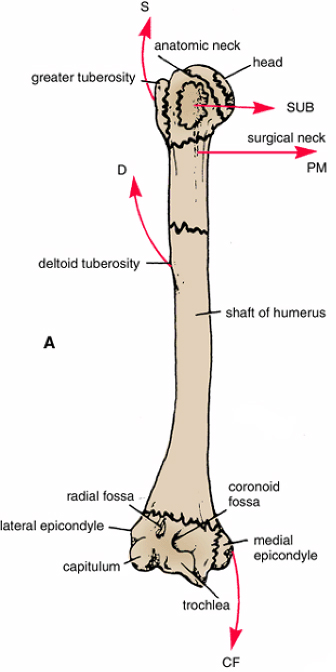 S
anatomic neck
greater tuberosity
head
SUB
surgical neck
PM
D
deltoid tuberosity
shaft of humerus
A
radial fossa
coronoid
fossa
lateral epicondyle
medial
epicondyle
capitulum
trochlea
CF